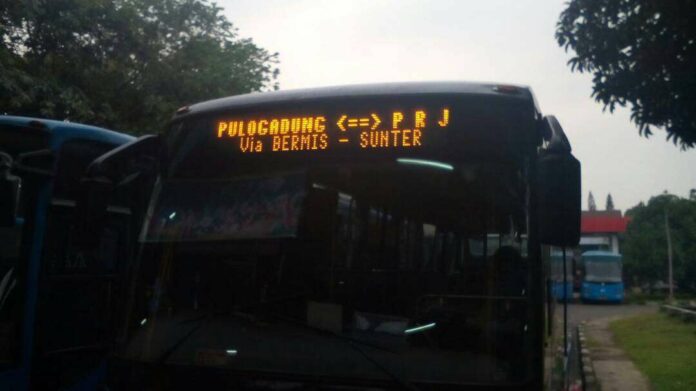 PULOGADUNG <==> P R J
Via BERMIS - SUNTER